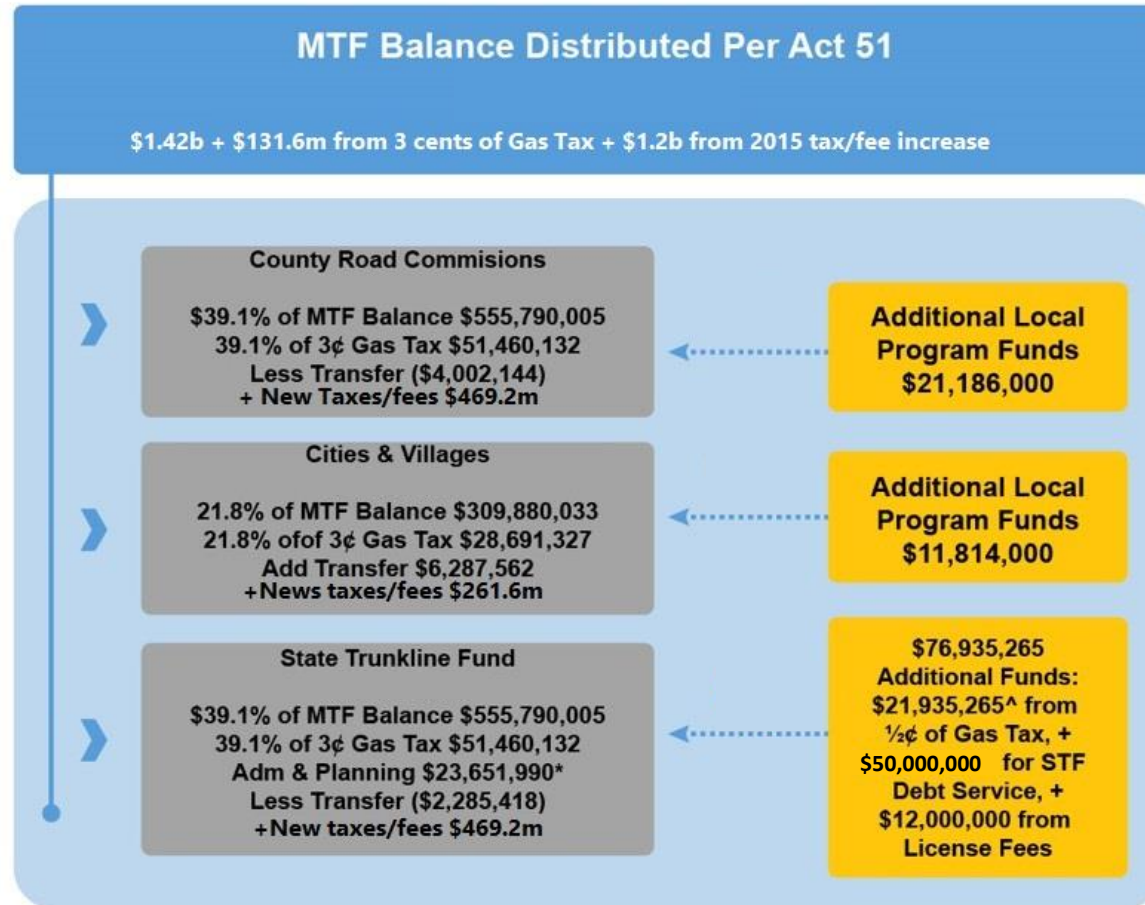 MTF Balance Distributed Per Act 51
$1.42b + $131.6m from 3 cents of Gas Tax + $1.2b from 2015 tax/fee increase
County Road Commisions
$39.1% of MTF Balance $555,790,005
39.1% of 3¢ Gas Tax $51,460,132
Less Transfer ($4,002,144)
+ New Taxes/fees $469.2m
Additional Local
Program Funds
$21,186,000
Cities & Villages
21.8% of MTF Balance $309,880,033
21.8% ofof 3¢ Gas Tax $28,691,327
Add Transfer $6,287,562
+News taxes/fees $261.6m
Additional Local
Program Funds
$11,814,000
State Trunkline Fund
$39.1% of MTF Balance $555,790,005
39.1% of 3¢ Gas Tax $51,460,132
Adm & Planning $23,651,990*
Less Transfer ($2,285,418)
+New taxes/fees $469.2m
$76,935,265
Additional Funds:
$21,935,265^ from
½¢ of Gas Tax, +
$50,000,000 for STF
Debt Service, +
$12,000,000 from
License Fees